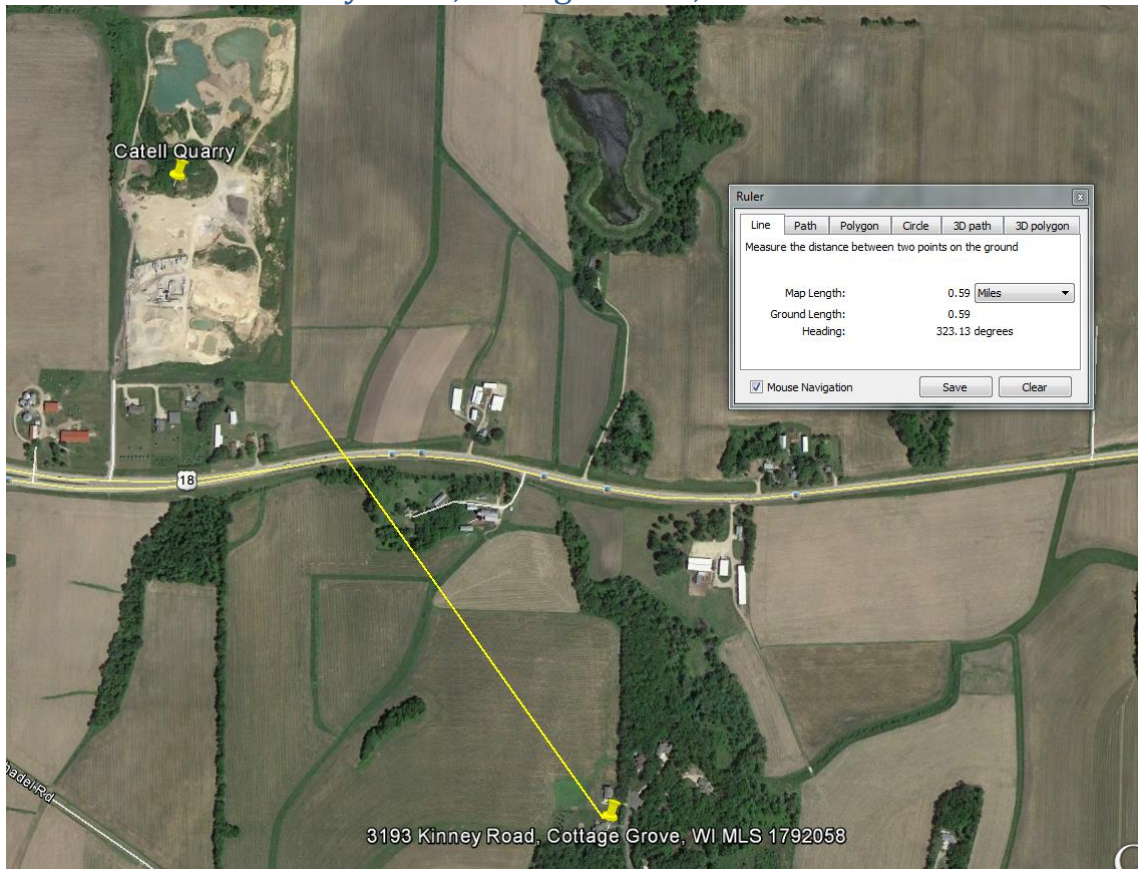 Catell Quarry
Ruler
Line Path Polygon Circle 3D path 3D polygon
Measure the distance between two points on the ground
Map Length: 0.59 Miles
Ground Length: 0.59
Heading: 323.13 degrees
Mouse Navigation Save Clear
18
hadel Rd
3193 Kinney Road, Cottage Grove, WI MLS 1792058